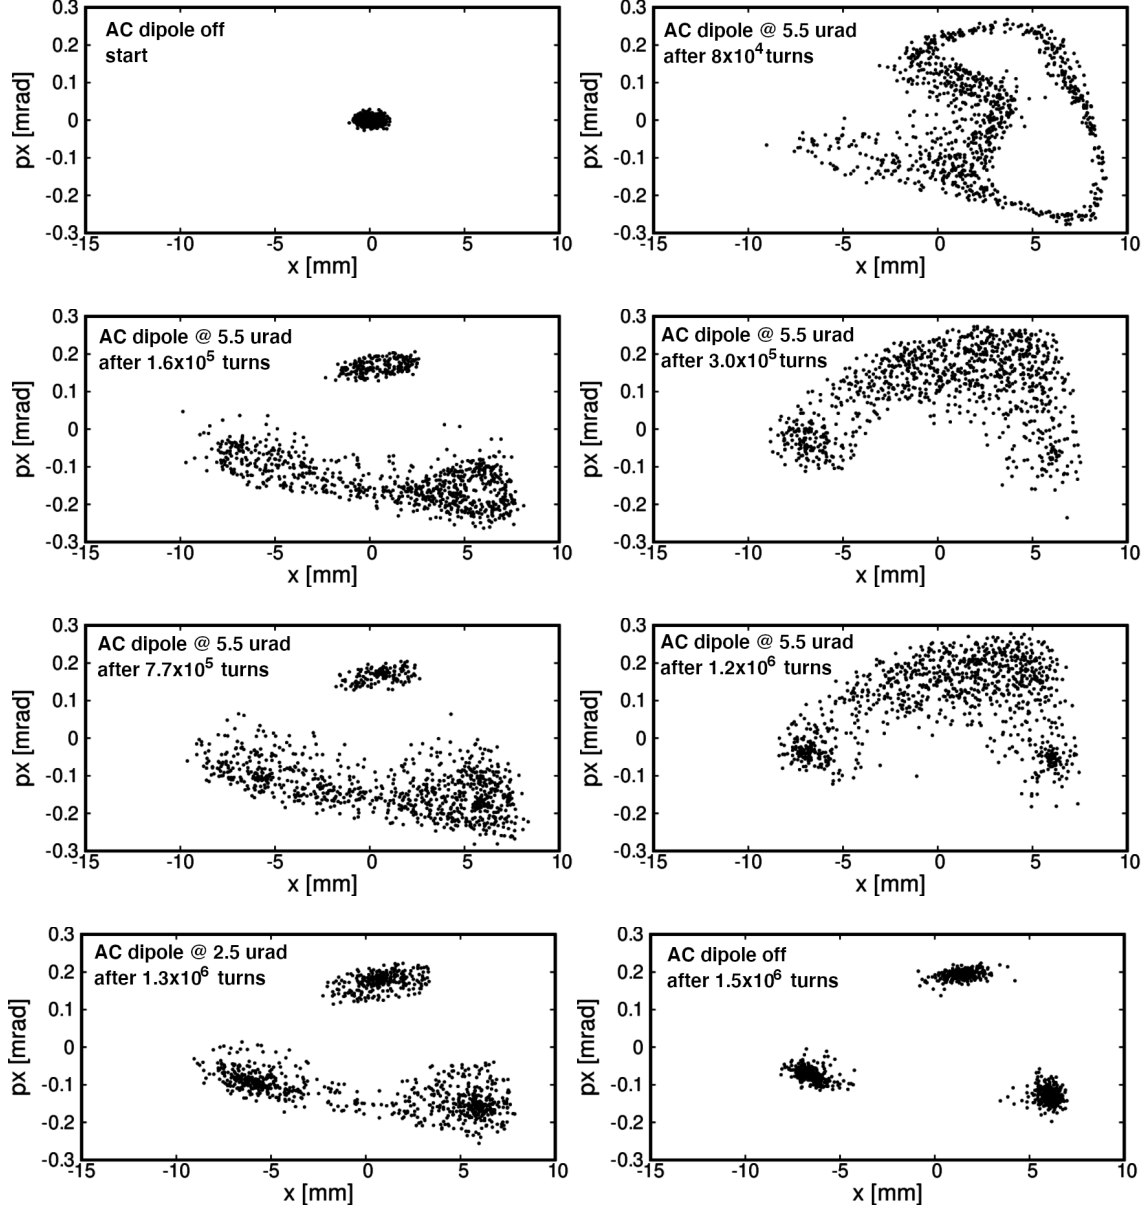 0.3
0.2
0.1
0
-0.1
-0.2
-0.3
px [mrad]
AC dipole off
start
-15 -10 -5 0 5 10
x [mm]
0.3
0.2
0.1
0
-0.1
-0.2
-0.3
px [mrad]
AC dipole @ 5.5 urad
after 8x10⁴ turns
-15 -10 -5 0 5 10
x [mm]
0.3
0.2
0.1
0
-0.1
-0.2
-0.3
px [mrad]
AC dipole @ 5.5 urad
after 1.6x10⁵ turns
-15 -10 -5 0 5 10
x [mm]
0.3
0.2
0.1
0
-0.1
-0.2
-0.3
px [mrad]
AC dipole @ 5.5 urad
after 3.0x10⁵ turns
-15 -10 -5 0 5 10
x [mm]
0.3
0.2
0.1
0
-0.1
-0.2
-0.3
px [mrad]
AC dipole @ 5.5 urad
after 7.7x10⁵ turns
-15 -10 -5 0 5 10
x [mm]
0.3
0.2
0.1
0
-0.1
-0.2
-0.3
px [mrad]
AC dipole @ 5.5 urad
after 1.2x10⁶ turns
-15 -10 -5 0 5 10
x [mm]
0.3
0.2
0.1
0
-0.1
-0.2
-0.3
px [mrad]
AC dipole @ 2.5 urad
after 1.3x10⁶ turns
-15 -10 -5 0 5 10
x [mm]
0.3
0.2
0.1
0
-0.1
-0.2
-0.3
px [mrad]
AC dipole off
after 1.5x10⁶ turns
-15 -10 -5 0 5 10
x [mm]